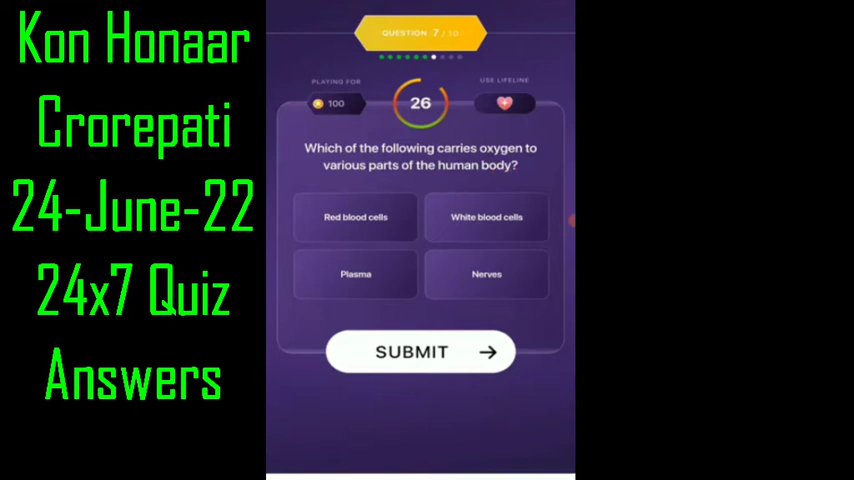 Kon Honaar
Crorepati
24-June-22
24x7 Quiz
Answers
QUESTION 7 / 10
PLAYING FOR
USE LIFELINE
100
26
Which of the following carries oxygen to
various parts of the human body?
Red blood cells
White blood cells
Plasma
Nerves
SUBMIT